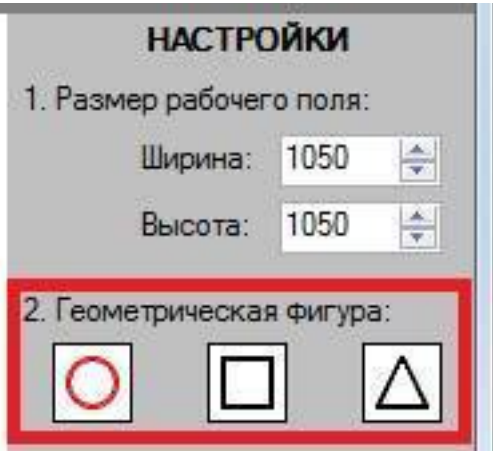 НАСТРОЙКИ
1. Размер рабочего поля:
Ширина: 1050
Высота: 1050
2. Геометрическая фигура: